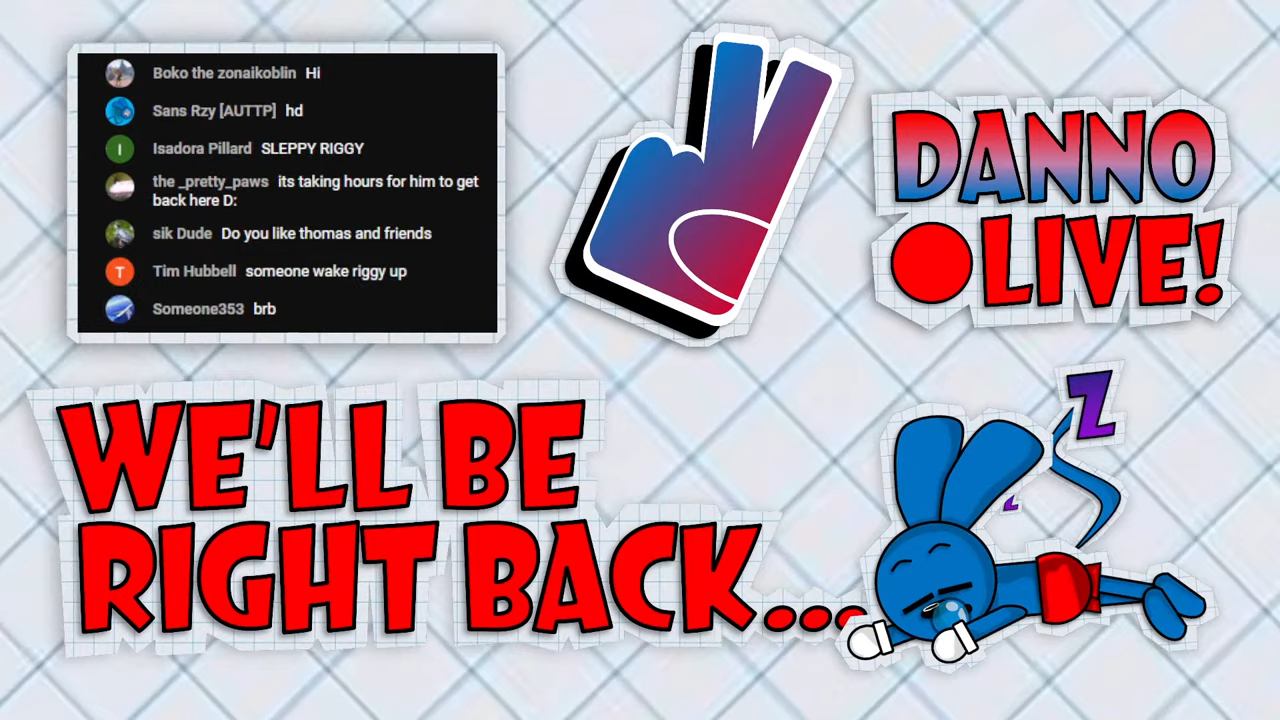 Boko the zonaikoblin Hi
Sans Rzy [AUTTP] hd
I Isadora Pillard SLEPPY RIGGY
the _pretty_paws its taking hours for him to get
back here D:
sik Dude Do you like thomas and friends
T Tim Hubbell someone wake riggy up
Someone353 brb
DANNO
LIVE!
WE'LL BE
RIGHT BACK...
Z
z